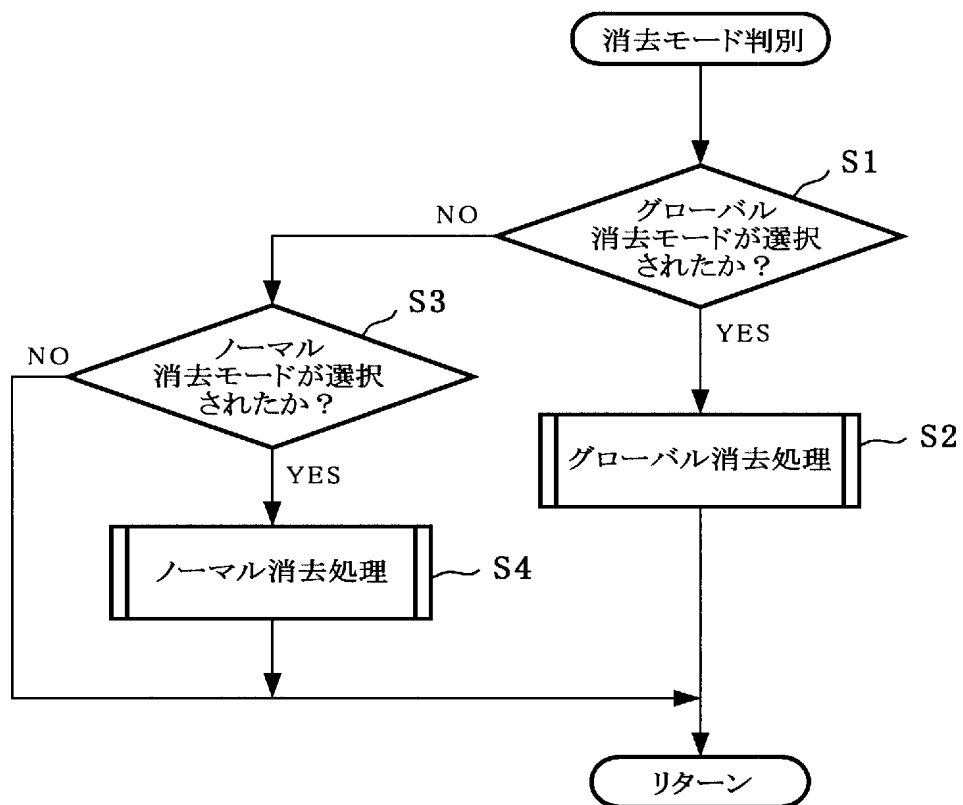 消去モード判別
S1
グローバル
消去モードが選択
されたか？
NO
YES
S3
ノーマル
消去モードが選択
されたか？
NO
YES
S2
グローバル消去処理
S4
ノーマル消去処理
リターン